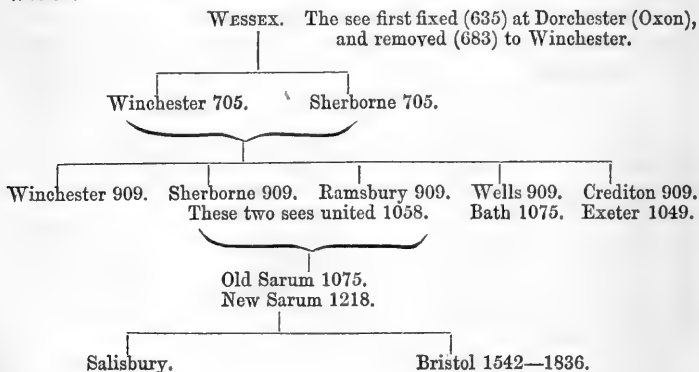 WESSEX. The see first fixed (635) at Dorchester (Oxon),
and removed (683) to Winchester.
Winchester 705. Sherborne 705.
Winchester 909. Sherborne 909. Ramsbury 909. Wells 909. Crediton 909.
These two sees united 1058. Bath 1075. Exeter 1049.
Old Sarum 1075.
New Sarum 1218.
Salisbury. Bristol 1542—1836.